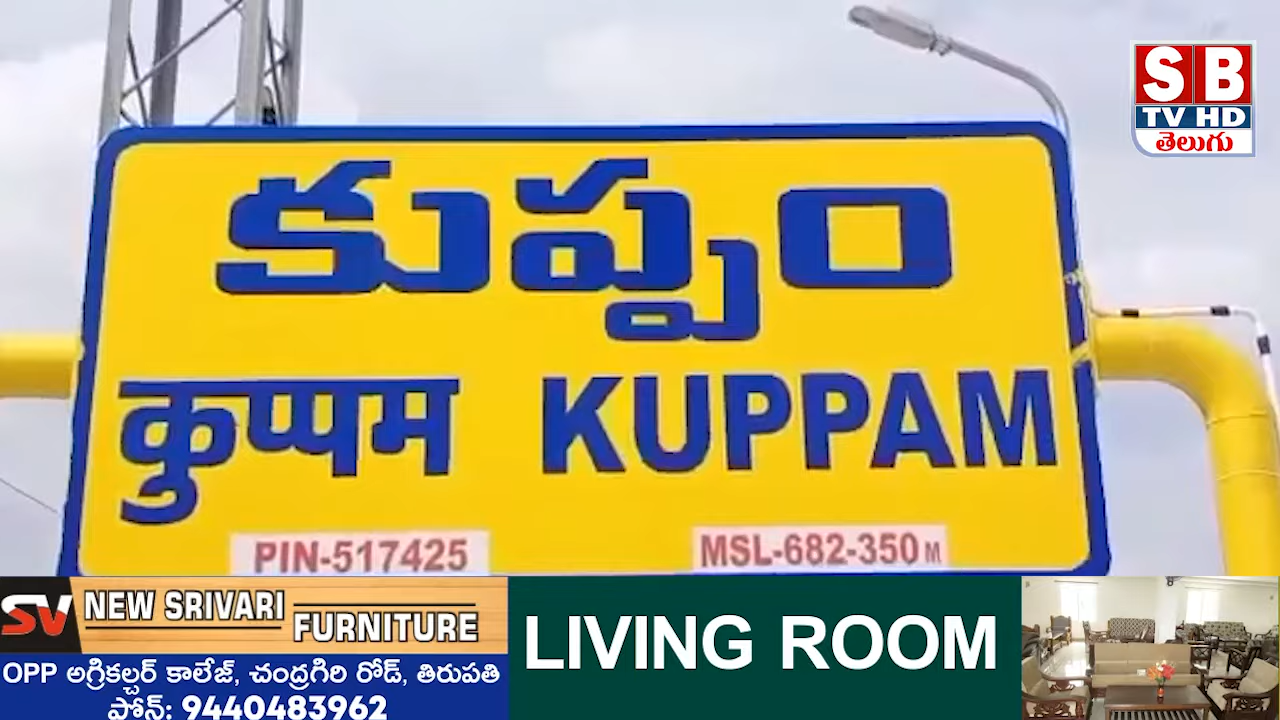 SB
TV HD
తెలుగు
కుప్పం
कुप्पम KUPPAM
PIN-517425 MSL-682-350 M
SV NEW SRIVARI FURNITURE
OPP అగ్రికల్చర్ కాలేజ్, చంద్రగిరి రోడ్, తిరుపతి
ఫోన్: 9440483962
LIVING ROOM